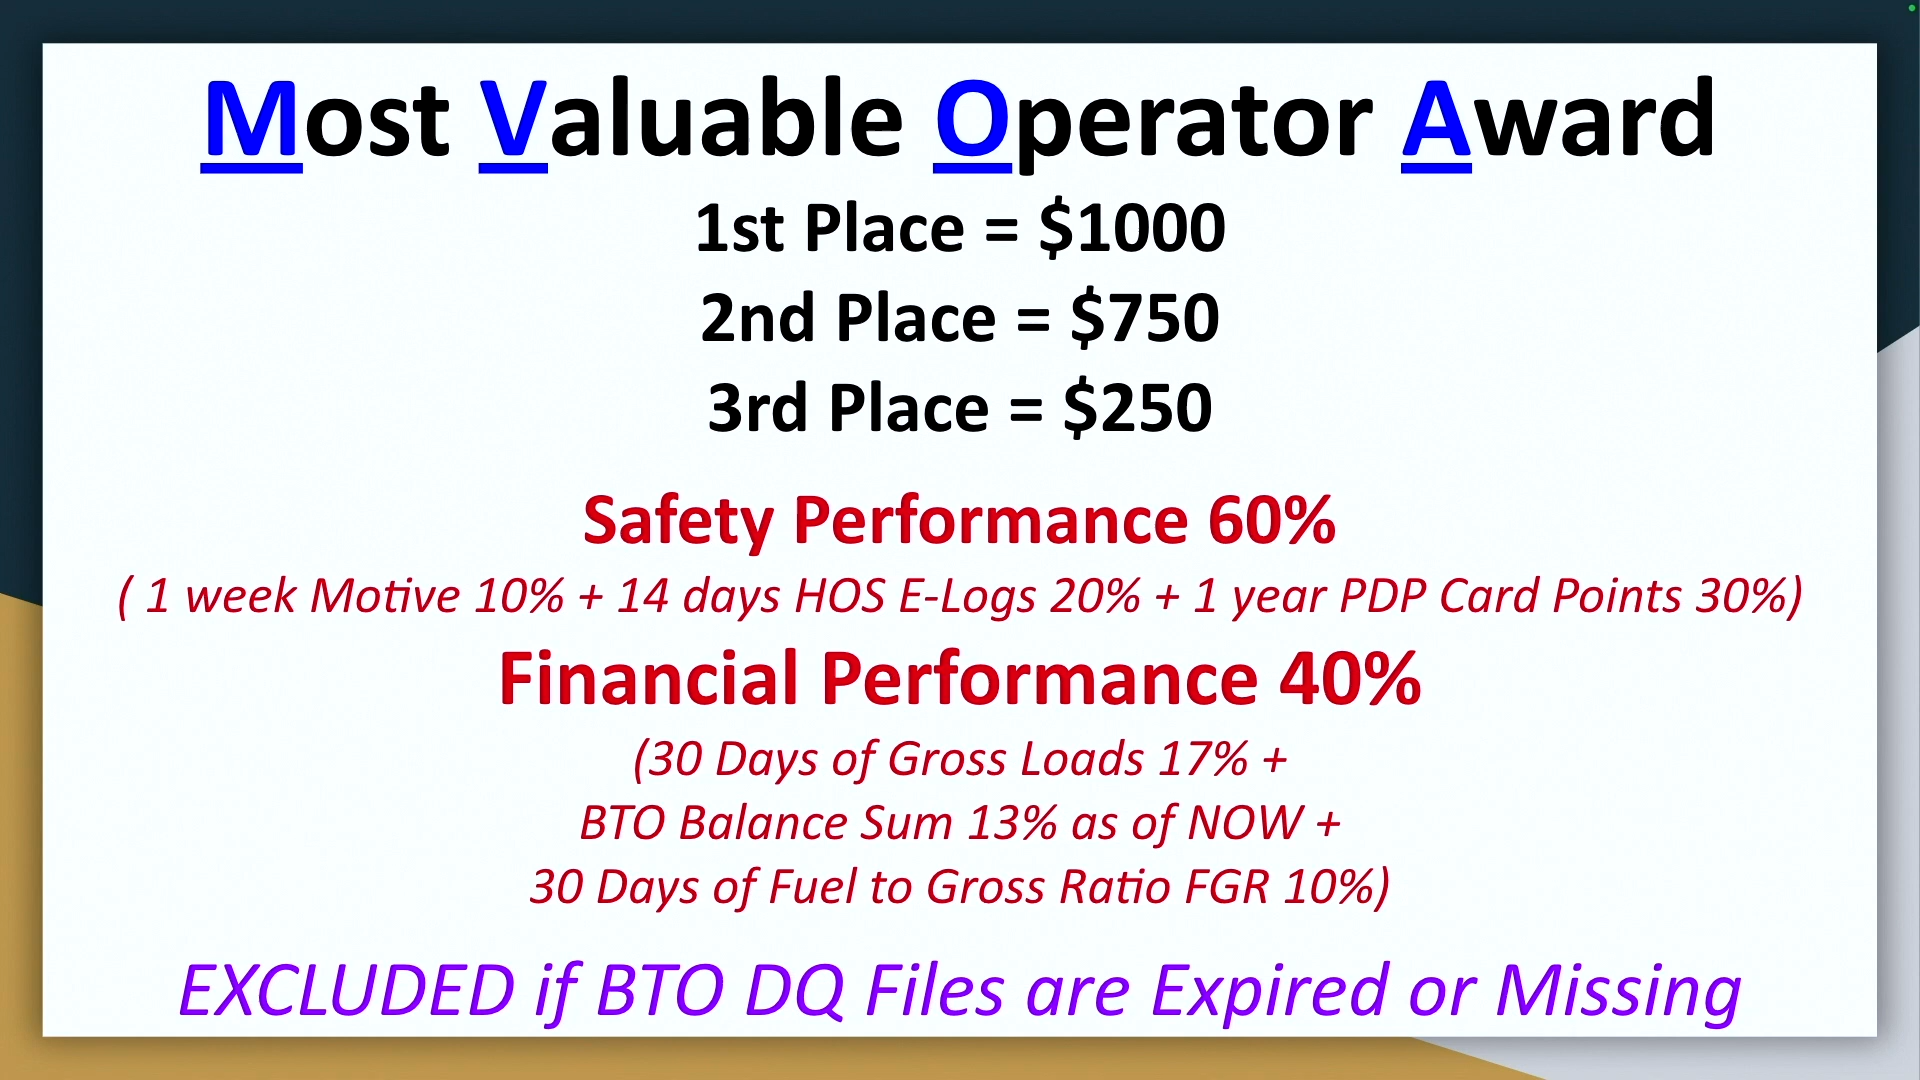 Most Valuable Operator Award
1st Place = $1000
2nd Place = $750
3rd Place = $250
Safety Performance 60%
( 1 week Motive 10% + 14 days HOS E-Logs 20% + 1 year PDP Card Points 30%)
Financial Performance 40%
(30 Days of Gross Loads 17% +
BTO Balance Sum 13% as of NOW +
30 Days of Fuel to Gross Ratio FGR 10%)
EXCLUDED if BTO DQ Files are Expired or Missing